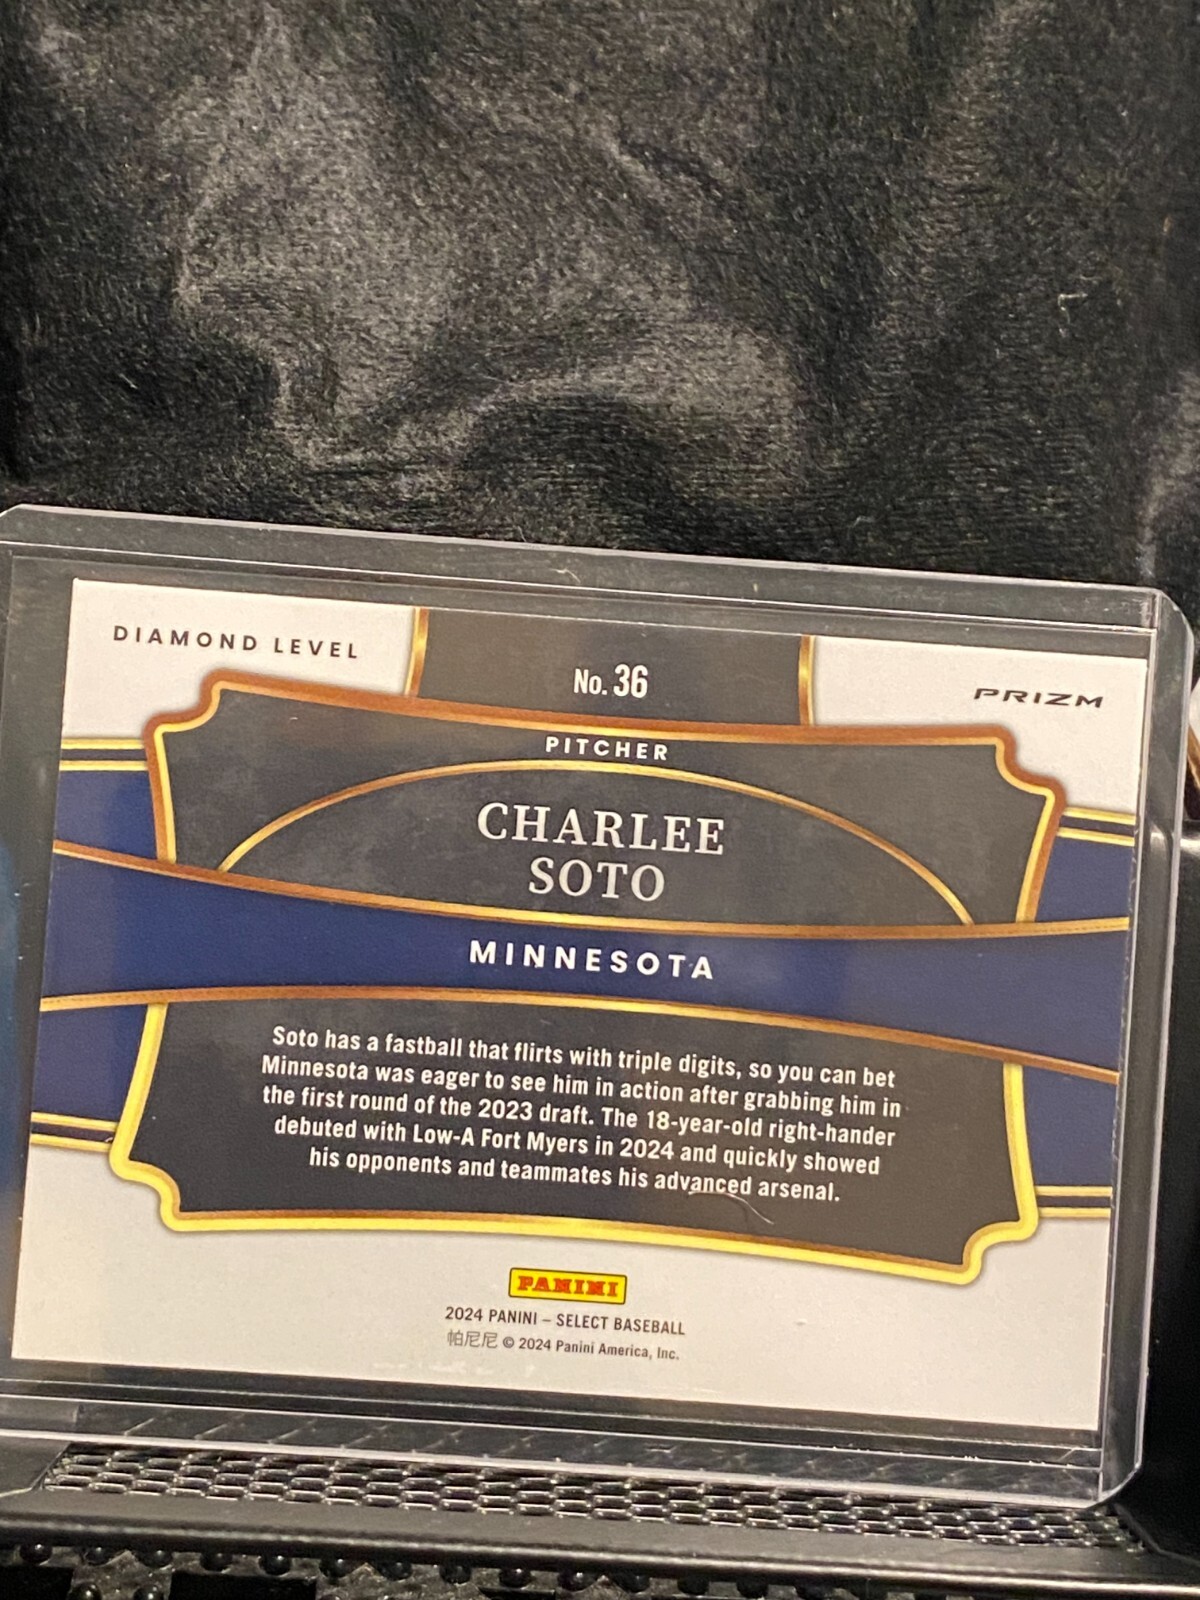 DIAMOND LEVEL
No. 36
PRIZM
PITCHER
CHARLEE
SOTO
MINNESOTA
Soto has a fastball that flirts with triple digits, so you can bet
Minnesota was eager to see him in action after grabbing him in
the first round of the 2023 draft. The 18-year-old right-hander
debuted with Low-A Fort Myers in 2024 and quickly showed
his opponents and teammates his advanced arsenal.
PANINI
2024 PANINI – SELECT BASEBALL
帕尼尼 © 2024 Panini America, Inc.